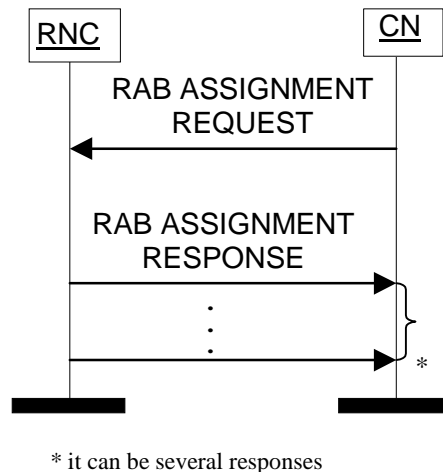 RNC
CN
RAB ASSIGNMENT
REQUEST
RAB ASSIGNMENT
RESPONSE
*
* it can be several responses